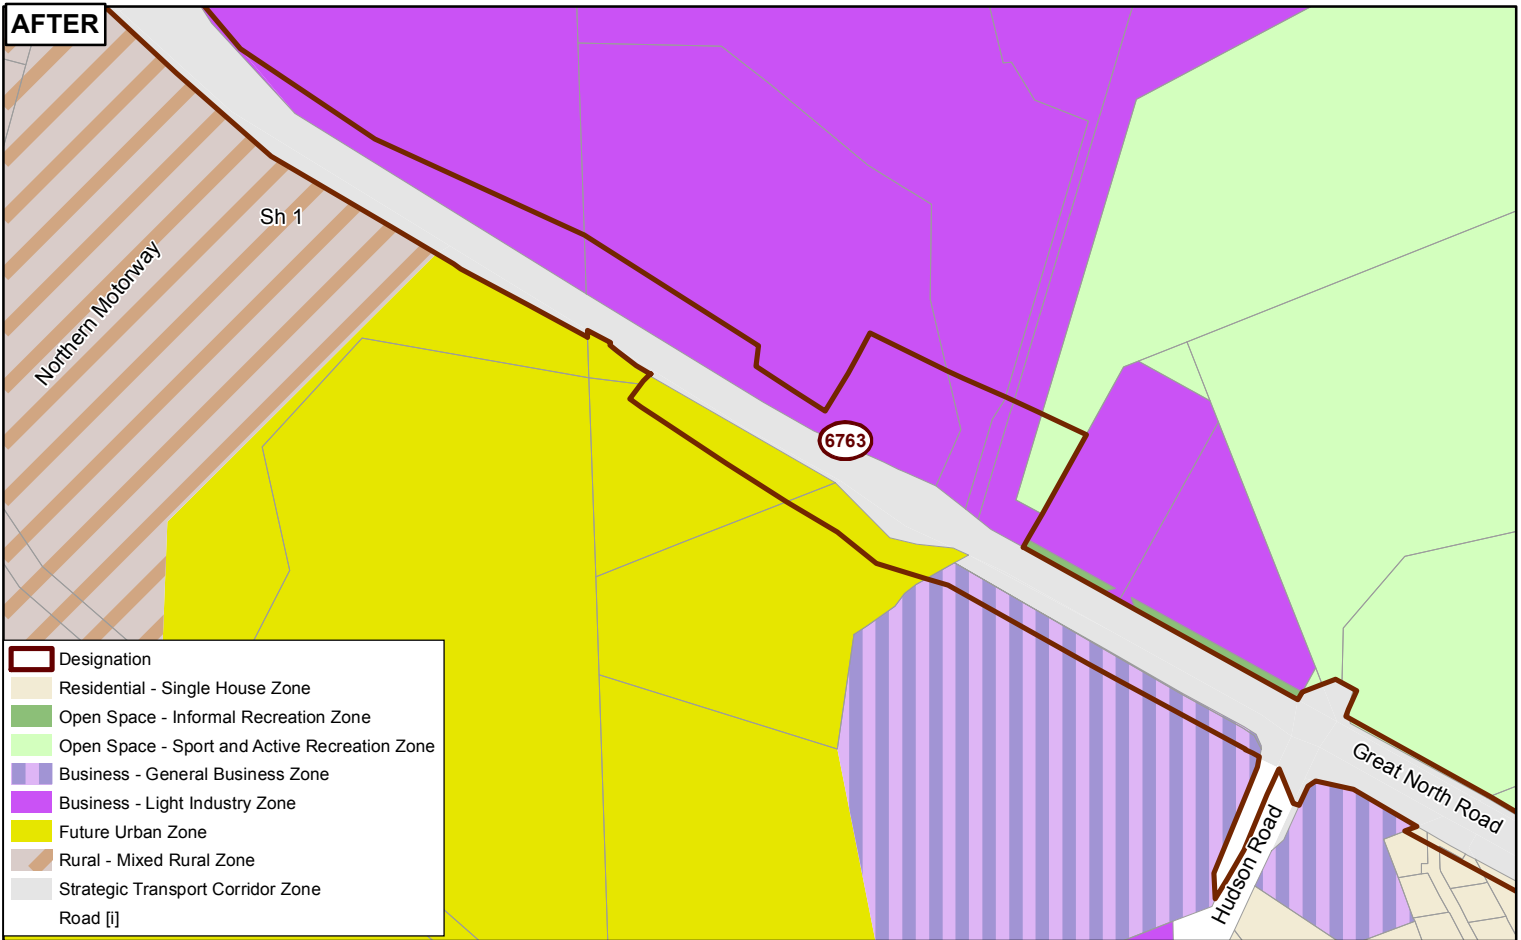 AFTER
Sh 1
Northern Motorway
6763
Great North Road
Hudson Road
Designation
Residential - Single House Zone
Open Space - Informal Recreation Zone
Open Space - Sport and Active Recreation Zone
Business - General Business Zone
Business - Light Industry Zone
Future Urban Zone
Rural - Mixed Rural Zone
Strategic Transport Corridor Zone
Road [i]